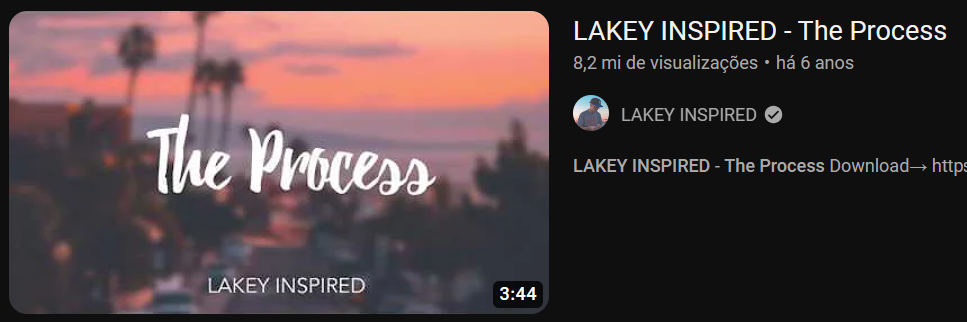 The Process
LAKEY INSPIRED
3:44
LAKEY INSPIRED - The Process
8,2 mi de visualizações • há 6 anos
LAKEY INSPIRED
LAKEY INSPIRED - The Process Download→ https